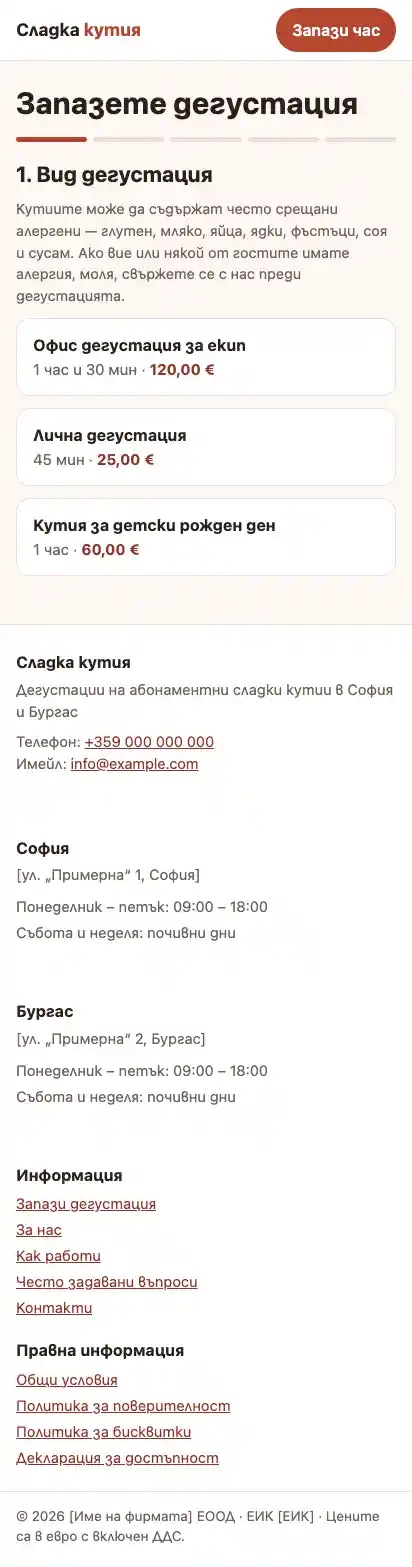 Сладка кутия
Запази час
Запазете дегустация
1. Вид дегустация
Кутиите може да съдържат често срещани
алергени — глутен, мляко, яйца, ядки, фъстъци, соя
и сусам. Ако вие или някой от гостите имате
алергия, моля, свържете се с нас преди
дегустацията.
Офис дегустация за екип
1 час и 30 мин · 120,00 €
Лична дегустация
45 мин · 25,00 €
Кутия за детски рожден ден
1 час · 60,00 €
Сладка кутия
Дегустации на абонаментни сладки кутии в София
и Бургас
Телефон: +359 000 000 000
Имейл: info@example.com
София
[ул. „Примерна“ 1, София]
Понеделник – петък: 09:00 – 18:00
Събота и неделя: почивни дни
Бургас
[ул. „Примерна“ 2, Бургас]
Понеделник – петък: 09:00 – 18:00
Събота и неделя: почивни дни
Информация
Запази дегустация
За нас
Как работи
Често задавани въпроси
Контакти
Правна информация
Общи условия
Политика за поверителност
Политика за бисквитки
Декларация за достъпност
© 2026 [Име на фирмата] ЕООД · ЕИК [ЕИК] · Цените
са в евро с включен ДДС.